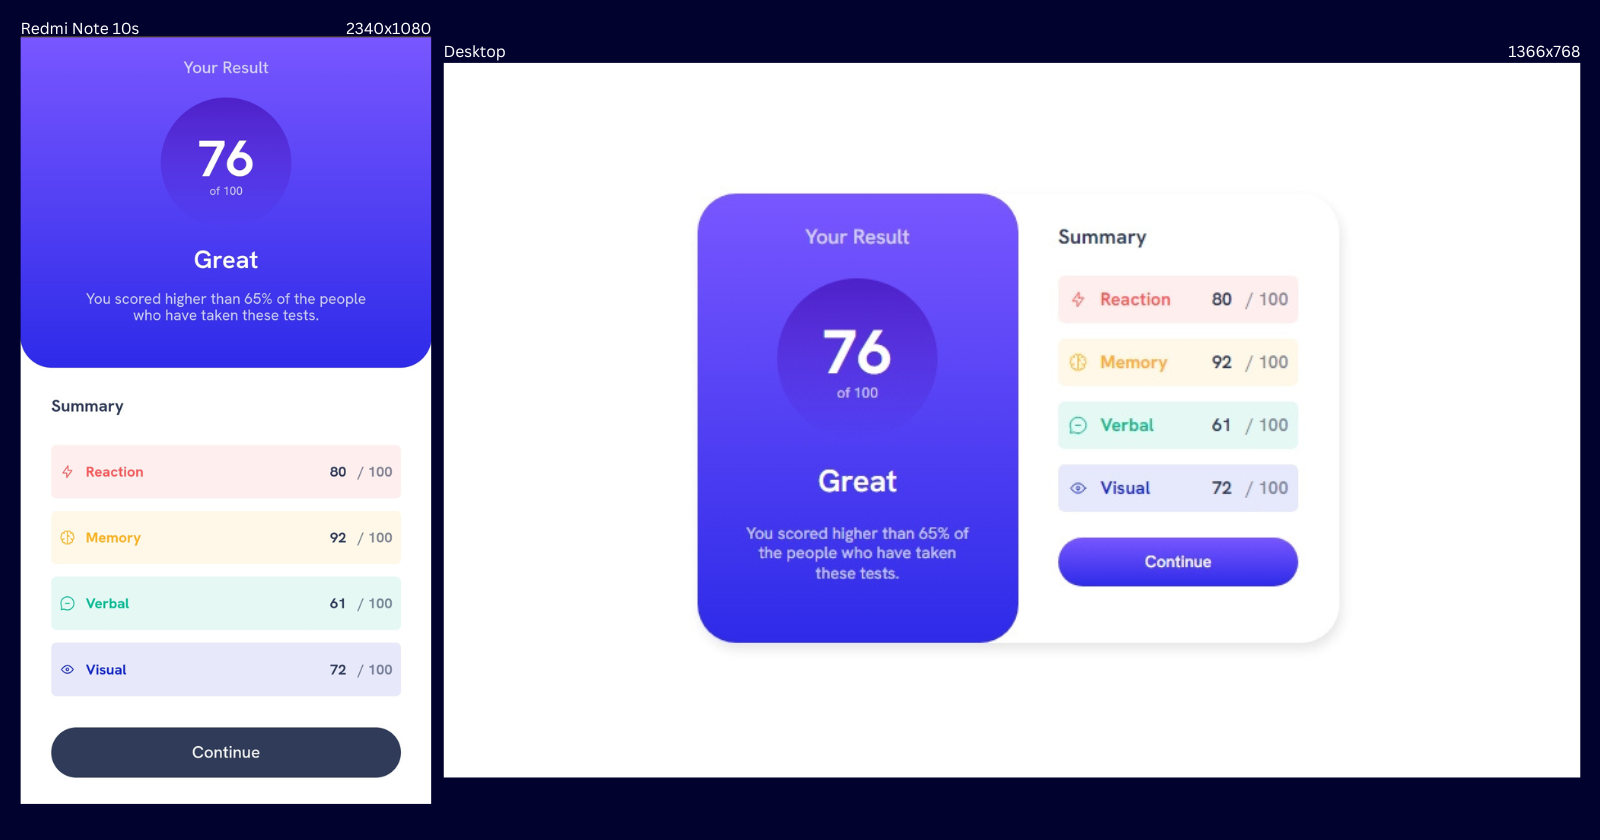 Redmi Note 10s 2340x1080
Your Result
76
of 100
Great
You scored higher than 65% of the people
who have taken these tests.
Summary
Reaction 80 / 100
Memory 92 / 100
Verbal 61 / 100
Visual 72 / 100
Continue
Desktop 1366x768
Your Result
76
of 100
Great
You scored higher than 65% of
the people who have taken
these tests.
Summary
Reaction 80 / 100
Memory 92 / 100
Verbal 61 / 100
Visual 72 / 100
Continue